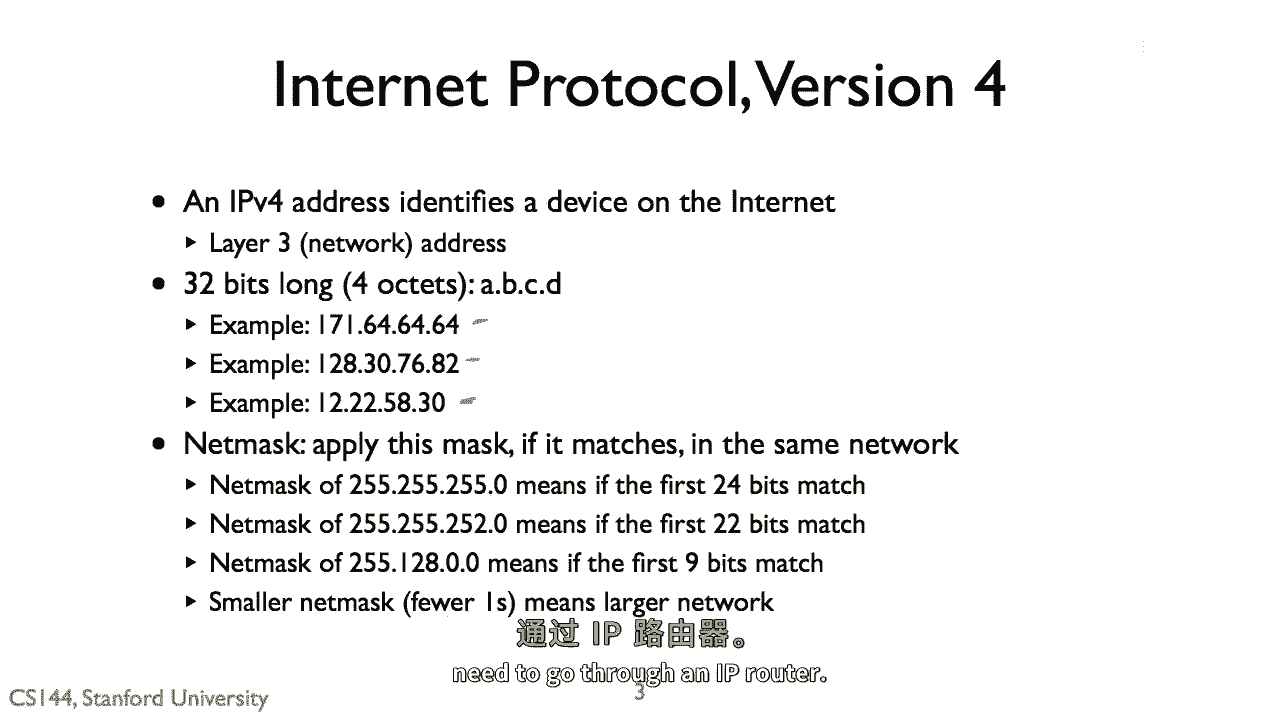 Internet Protocol, Version 4
• An IPv4 address identifies a device on the Internet
▸ Layer 3 (network) address
• 32 bits long (4 octets): a.b.c.d
▸ Example: 171.64.64.64
▸ Example: 128.30.76.82
▸ Example: 12.22.58.30
• Netmask: apply this mask, if it matches, in the same network
▸ Netmask of 255.255.255.0 means if the first 24 bits match
▸ Netmask of 255.255.252.0 means if the first 22 bits match
▸ Netmask of 255.128.0.0 means if the first 9 bits match
▸ Smaller netmask (fewer 1s) means larger network
通过 IP 路由器。
need to go through an IP router.
CS144, Stanford University
3